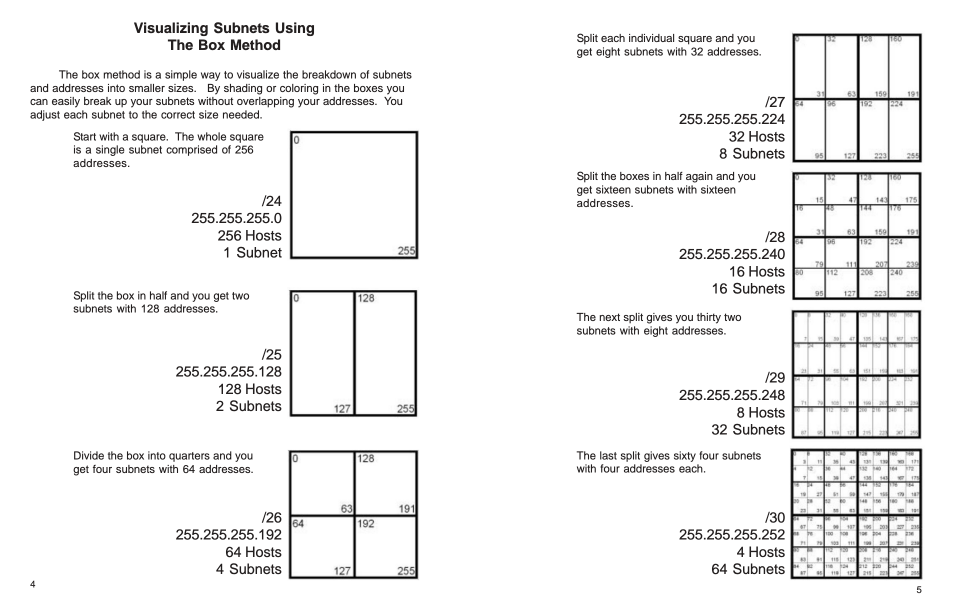 Visualizing Subnets Using
The Box Method
The box method is a simple way to visualize the breakdown of subnets
and addresses into smaller sizes. By shading or coloring in the boxes you
can easily break up your subnets without overlapping your addresses. You
adjust each subnet to the correct size needed.
Start with a square. The whole square
is a single subnet comprised of 256
addresses.
/24
255.255.255.0
256 Hosts
1 Subnet
0
255
Split the box in half and you get two
subnets with 128 addresses.
/25
255.255.255.128
128 Hosts
2 Subnets
0 128
127 255
Divide the box into quarters and you
get four subnets with 64 addresses.
/26
255.255.255.192
64 Hosts
4 Subnets
0 128
63 191
64 192
127 255
4
Split each individual square and you
get eight subnets with 32 addresses.
/27
255.255.255.224
32 Hosts
8 Subnets
0 32 128 160
31 63 159 191
64 96 192 224
95 127 223 255
Split the boxes in half again and you
get sixteen subnets with sixteen
addresses.
/28
255.255.255.240
16 Hosts
16 Subnets
0 32 128 160
15 47 143 175
16 48 144 176
31 63 159 191
64 96 192 224
79 111 207 239
80 112 208 240
95 127 223 255
The next split gives you thirty two
subnets with eight addresses.
/29
255.255.255.248
8 Hosts
32 Subnets
The last split gives sixty four subnets
with four addresses each.
/30
255.255.255.252
4 Hosts
64 Subnets
5